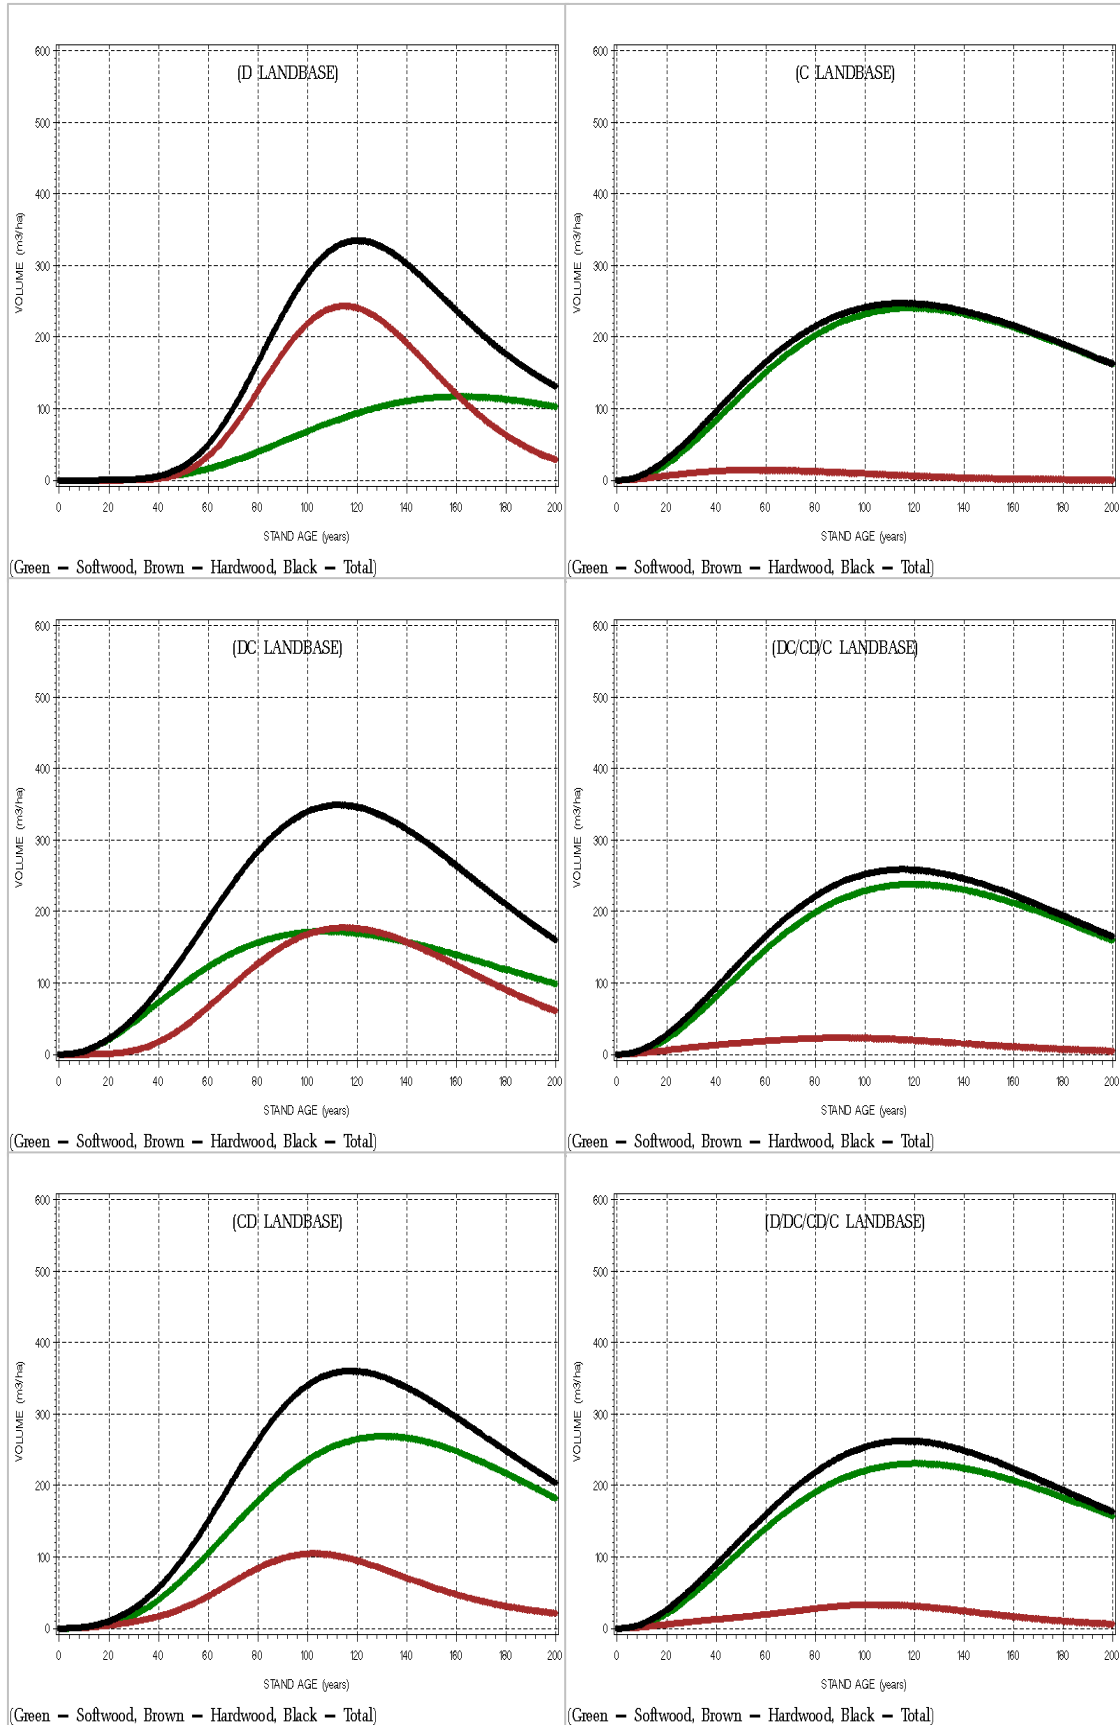 (D LANDBASE)
600
500
400
300
200
100
0
VOLUME (m3/ha)
0 20 40 60 80 100 120 140 160 180 200
STAND AGE (years)
(Green - Softwood, Brown - Hardwood, Black - Total)
(C LANDBASE)
600
500
400
300
200
100
0
VOLUME (m3/ha)
0 20 40 60 80 100 120 140 160 180 200
STAND AGE (years)
(Green - Softwood, Brown - Hardwood, Black - Total)
(DC LANDBASE)
600
500
400
300
200
100
0
VOLUME (m3/ha)
0 20 40 60 80 100 120 140 160 180 200
STAND AGE (years)
(Green - Softwood, Brown - Hardwood, Black - Total)
(DC/CD/C LANDBASE)
600
500
400
300
200
100
0
VOLUME (m3/ha)
0 20 40 60 80 100 120 140 160 180 200
STAND AGE (years)
(Green - Softwood, Brown - Hardwood, Black - Total)
(CD LANDBASE)
600
500
400
300
200
100
0
VOLUME (m3/ha)
0 20 40 60 80 100 120 140 160 180 200
STAND AGE (years)
(Green - Softwood, Brown - Hardwood, Black - Total)
(D/DC/CD/C LANDBASE)
600
500
400
300
200
100
0
VOLUME (m3/ha)
0 20 40 60 80 100 120 140 160 180 200
STAND AGE (years)
(Green - Softwood, Brown - Hardwood, Black - Total)